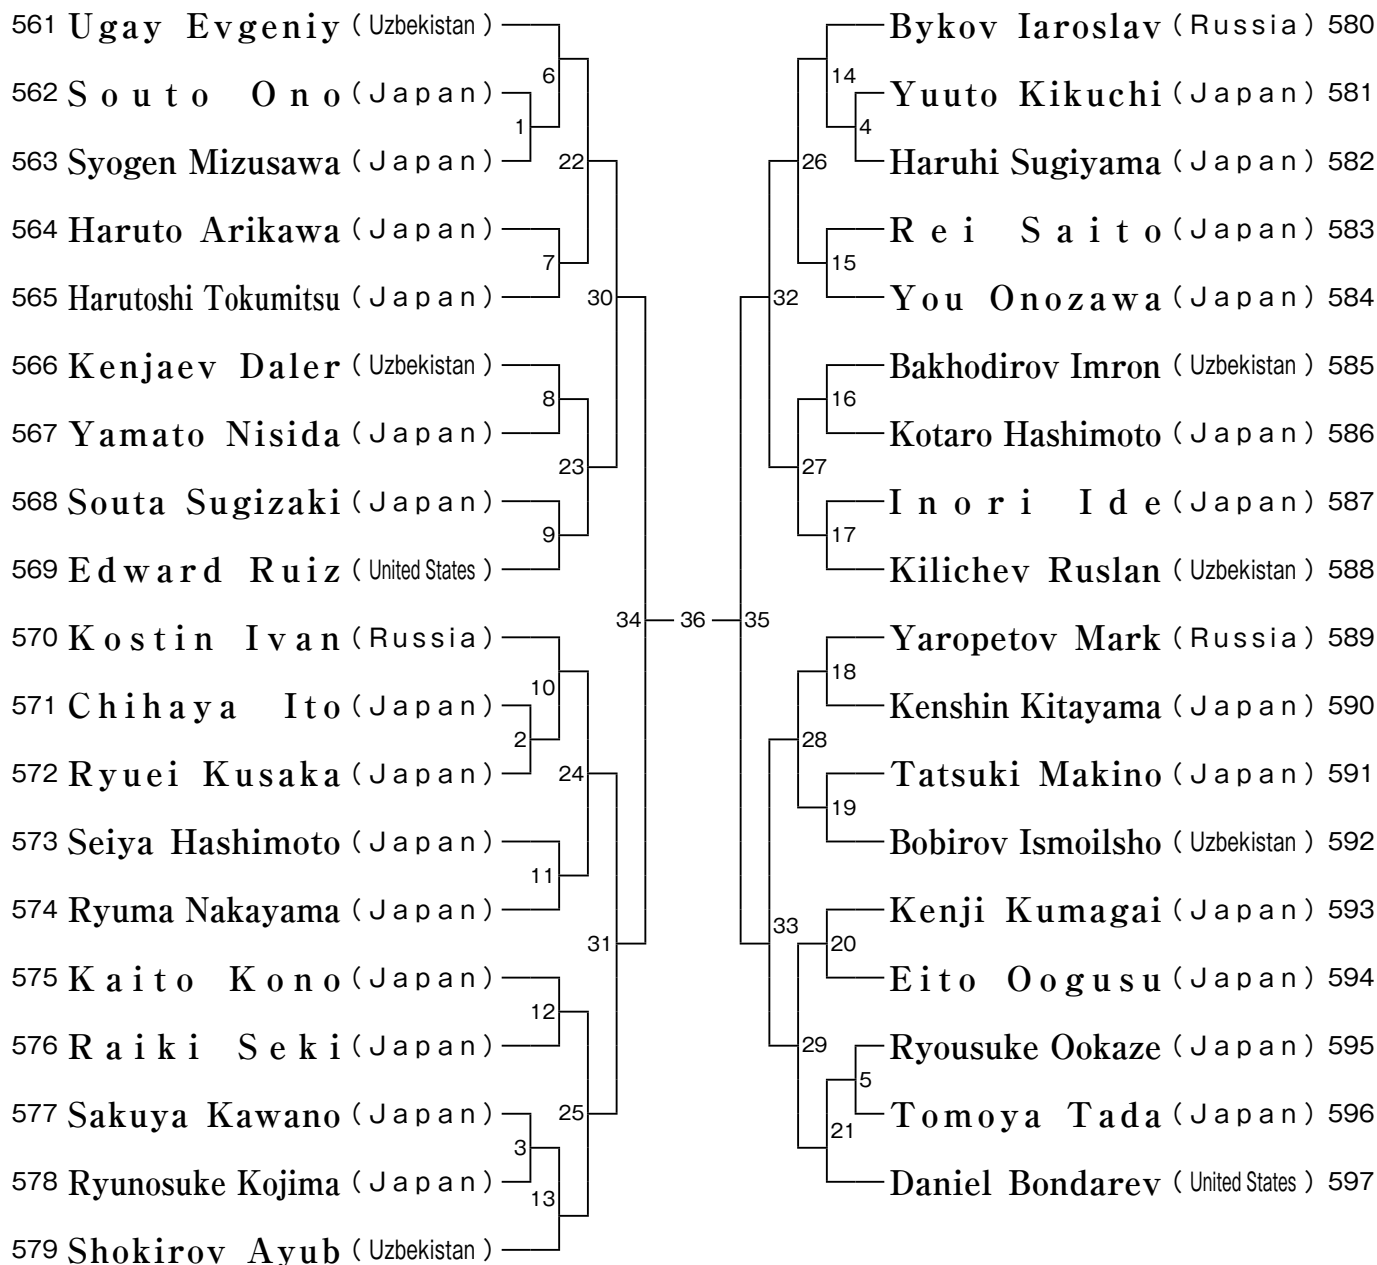 561 Ugay Evgeniy ( Uzbekistan )
6
562 Souto Ono ( Japan )
1
563 Syogen Mizusawa ( Japan )
22
564 Haruto Arikawa ( Japan )
7
565 Harutoshi Tokumitsu ( Japan )
30
566 Kenjaev Daler ( Uzbekistan )
8
567 Yamato Nisida ( Japan )
23
568 Souta Sugizaki ( Japan )
9
569 Edward Ruiz ( United States )
34
570 Kostin Ivan ( Russia )
10
571 Chihaya Ito ( Japan )
2
572 Ryuei Kusaka ( Japan )
24
573 Seiya Hashimoto ( Japan )
11
574 Ryuma Nakayama ( Japan )
31
575 Kaito Kono ( Japan )
12
576 Raiki Seki ( Japan )
577 Sakuya Kawano ( Japan )
25
3
578 Ryunosuke Kojima ( Japan )
13
579 Shokirov Ayub ( Uzbekistan )
36
Bykov Iaroslav ( Russia ) 580
14
Yuuto Kikuchi ( Japan ) 581
4
Haruhi Sugiyama ( Japan ) 582
26
Rei Saito ( Japan ) 583
15
You Onozawa ( Japan ) 584
32
Bakhodirov Imron ( Uzbekistan ) 585
16
Kotaro Hashimoto ( Japan ) 586
27
Inori Ide ( Japan ) 587
17
Kilichev Ruslan ( Uzbekistan ) 588
35
Yaropetov Mark ( Russia ) 589
18
Kenshin Kitayama ( Japan ) 590
28
Tatsuki Makino ( Japan ) 591
19
Bobirov Ismoilsho ( Uzbekistan ) 592
Kenji Kumagai ( Japan ) 593
33
20
Eito Oogusu ( Japan ) 594
29
Ryousuke Ookaze ( Japan ) 595
5
Tomoya Tada ( Japan ) 596
21
Daniel Bondarev ( United States ) 597